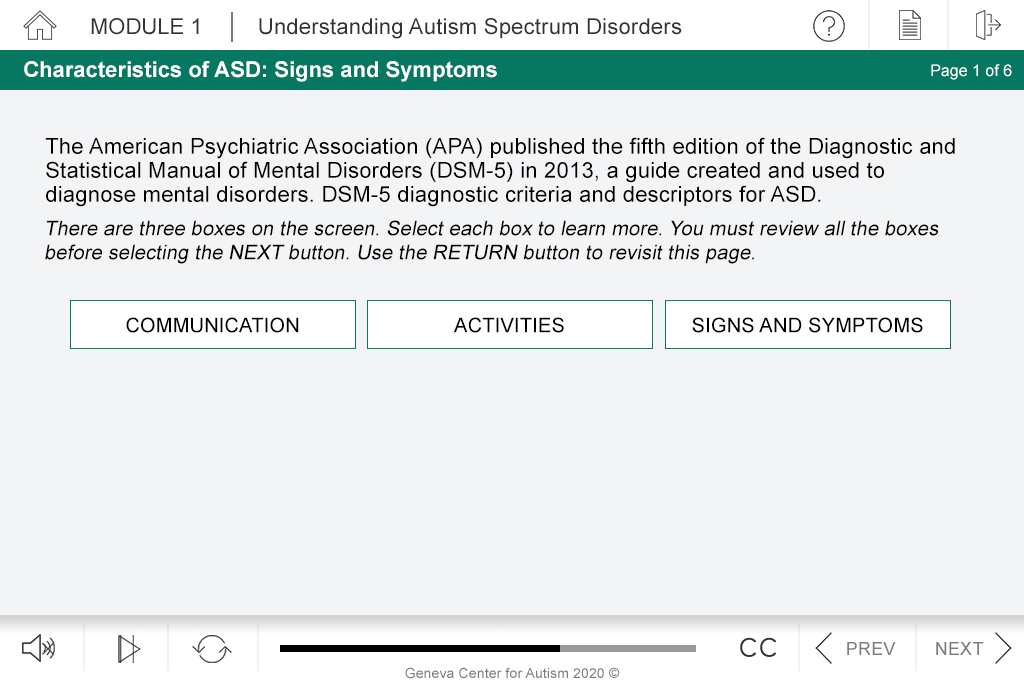 MODULE 1 | Understanding Autism Spectrum Disorders
?
Characteristics of ASD: Signs and Symptoms
Page 1 of 6
The American Psychiatric Association (APA) published the fifth edition of the Diagnostic and
Statistical Manual of Mental Disorders (DSM-5) in 2013, a guide created and used to
diagnose mental disorders. DSM-5 diagnostic criteria and descriptors for ASD.
There are three boxes on the screen. Select each box to learn more. You must review all the boxes
before selecting the NEXT button. Use the RETURN button to revisit this page.
COMMUNICATION
ACTIVITIES
SIGNS AND SYMPTOMS
CC
PREV
NEXT
Geneva Center for Autism 2020 ©